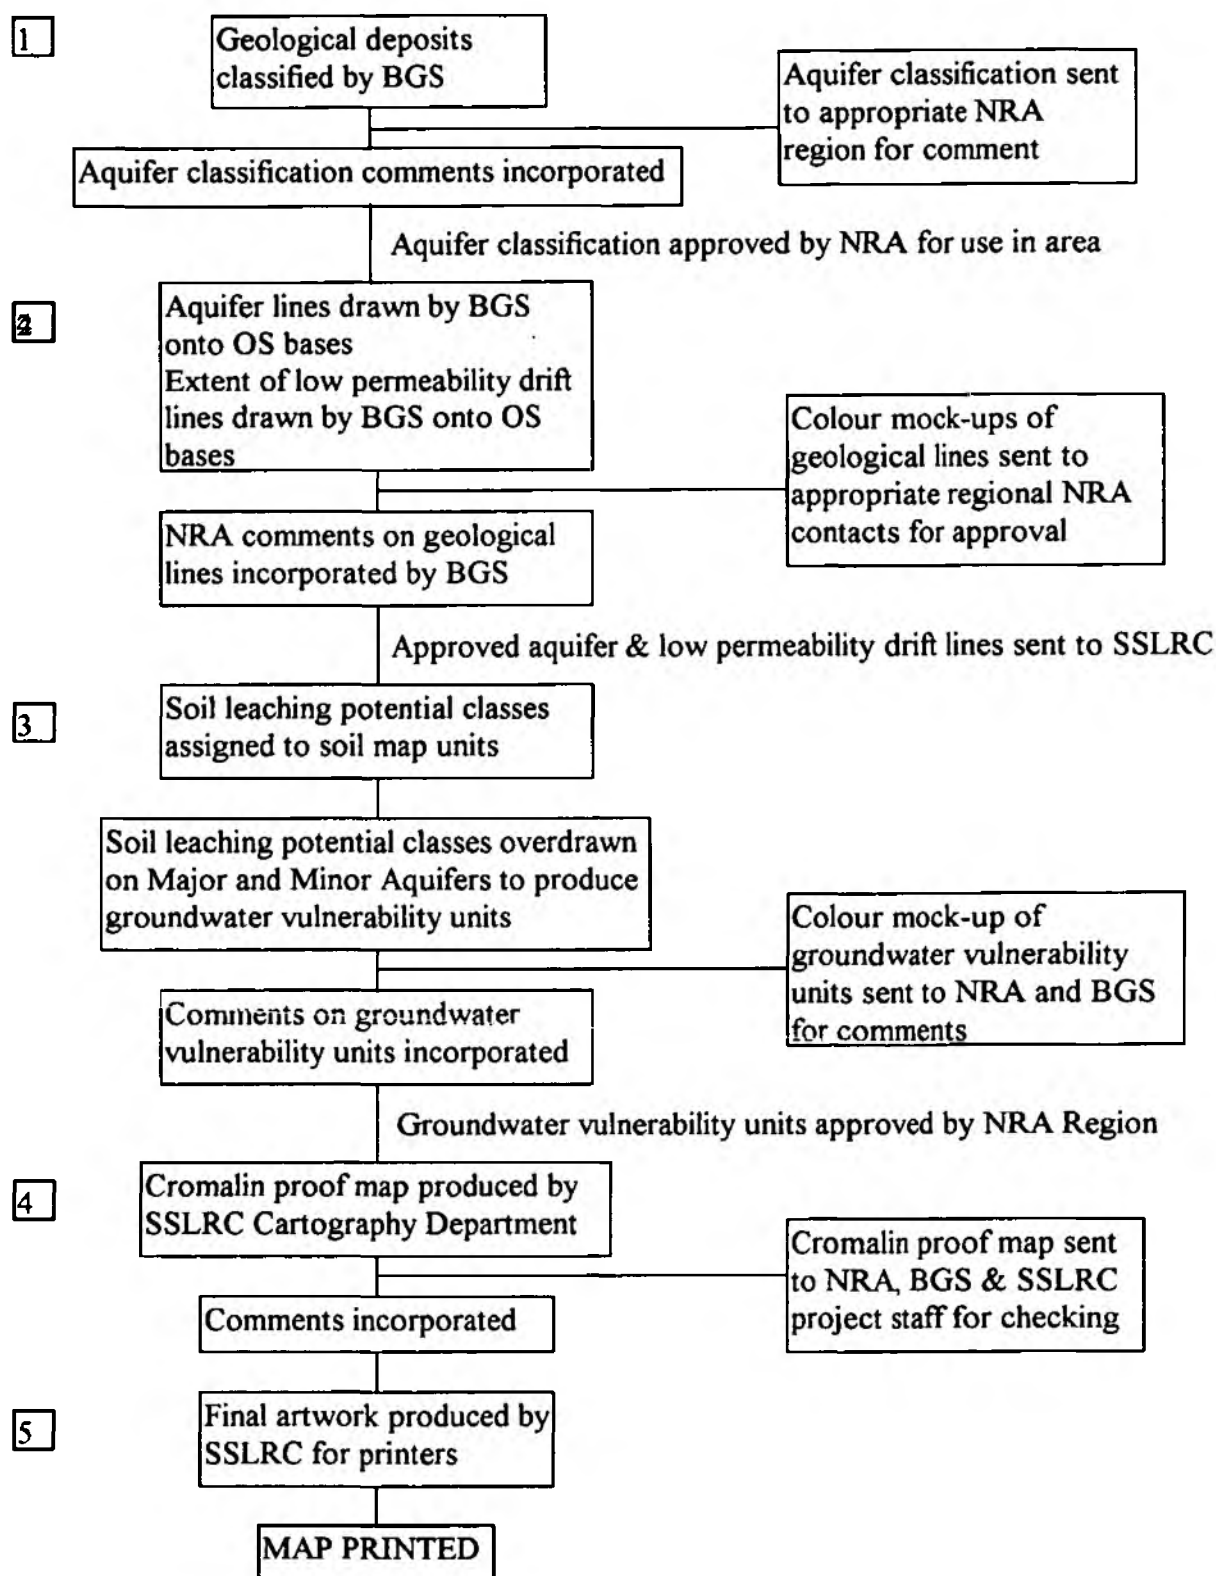 1
Geological deposits
classified by BGS
Aquifer classification sent
to appropriate NRA
region for comment
Aquifer classification comments incorporated
Aquifer classification approved by NRA for use in area
Aquifer lines drawn by BGS
onto OS bases
Extent of low permeability drift
lines drawn by BGS onto OS
bases
Colour mock-ups of
geological lines sent to
appropriate regional NRA
contacts for approval
NRA comments on geological
lines incorporated by BGS
Approved aquifer & low permeability drift lines sent to SSLRC
3
Soil leaching potential classes
assigned to soil map units
Soil leaching potential classes overdrawn
on Major and Minor Aquifers to produce
groundwater vulnerability units
Colour mock-up of
groundwater vulnerability
units sent to NRA and BGS
for comments
Comments on groundwater
vulnerability units incorporated
Groundwater vulnerability units approved by NRA Region
4
Cromalin proof map produced by
SSLRC Cartography Department
Cromalin proof map sent
to NRA, BGS & SSLRC
project staff for checking
Comments incorporated
5
Final artwork produced by
SSLRC for printers
MAP PRINTED